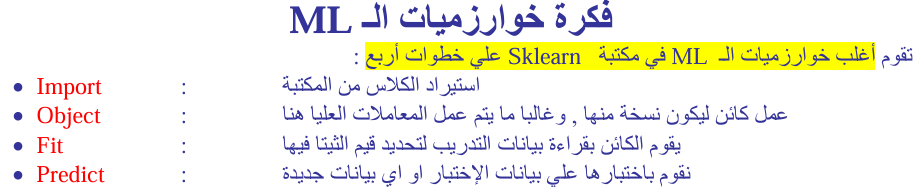 فكرة خوارزميات الـ ML
تقوم أغلب خوارزميات الـ ML في مكتبة Sklearn علي خطوات أربع :
• Import : استيراد الكلاس من المكتبة
• Object : عمل كائن ليكون نسخة منها , وغالبا ما يتم عمل المعاملات العليا هنا
• Fit : يقوم الكائن بقراءة بيانات التدريب لتحديد قيم الثيتا فيها
• Predict : نقوم باختبارها علي بيانات الإختبار او اي بيانات جديدة